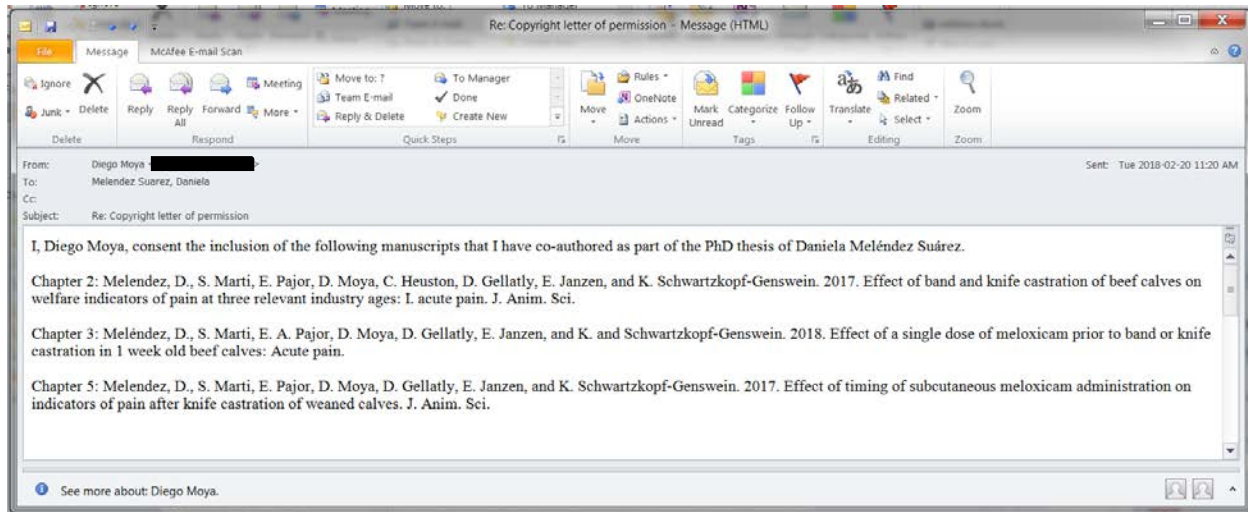 Re: Copyright letter of permission - Message (HTML)
File Message McAfee E-mail Scan
Ignore
Junk
Delete
Reply
Reply All
Forward
Meeting
More
Move to: ?
Team E-mail
Reply & Delete
To Manager
Done
Create New
Move
Rules
OneNote
Actions
Mark Unread
Categorize
Follow Up
Translate
Find
Related
Select
Zoom
Delete Respond Quick Steps Move Tags Editing Zoom
From: Diego Moya
Sent: Tue 2018-02-20 11:20 AM
To: Melendez Suarez, Daniela
Cc:
Subject: Re: Copyright letter of permission
I, Diego Moya, consent the inclusion of the following manuscripts that I have co-authored as part of the PhD thesis of Daniela Meléndez Suárez.
Chapter 2: Melendez, D., S. Marti, E. Pajor, D. Moya, C. Heuston, D. Gellatly, E. Janzen, and K. Schwartzkopf-Genswein. 2017. Effect of band and knife castration of beef calves on
welfare indicators of pain at three relevant industry ages: I. acute pain. J. Anim. Sci.
Chapter 3: Meléndez, D., S. Marti, E. A. Pajor, D. Moya, D. Gellatly, E. Janzen, and K. and Schwartzkopf-Genswein. 2018. Effect of a single dose of meloxicam prior to band or knife
castration in 1 week old beef calves: Acute pain.
Chapter 5: Melendez, D., S. Marti, E. Pajor, D. Moya, D. Gellatly, E. Janzen, and K. Schwartzkopf-Genswein. 2017. Effect of timing of subcutaneous meloxicam administration on
indicators of pain after knife castration of weaned calves. J. Anim. Sci.
See more about: Diego Moya.